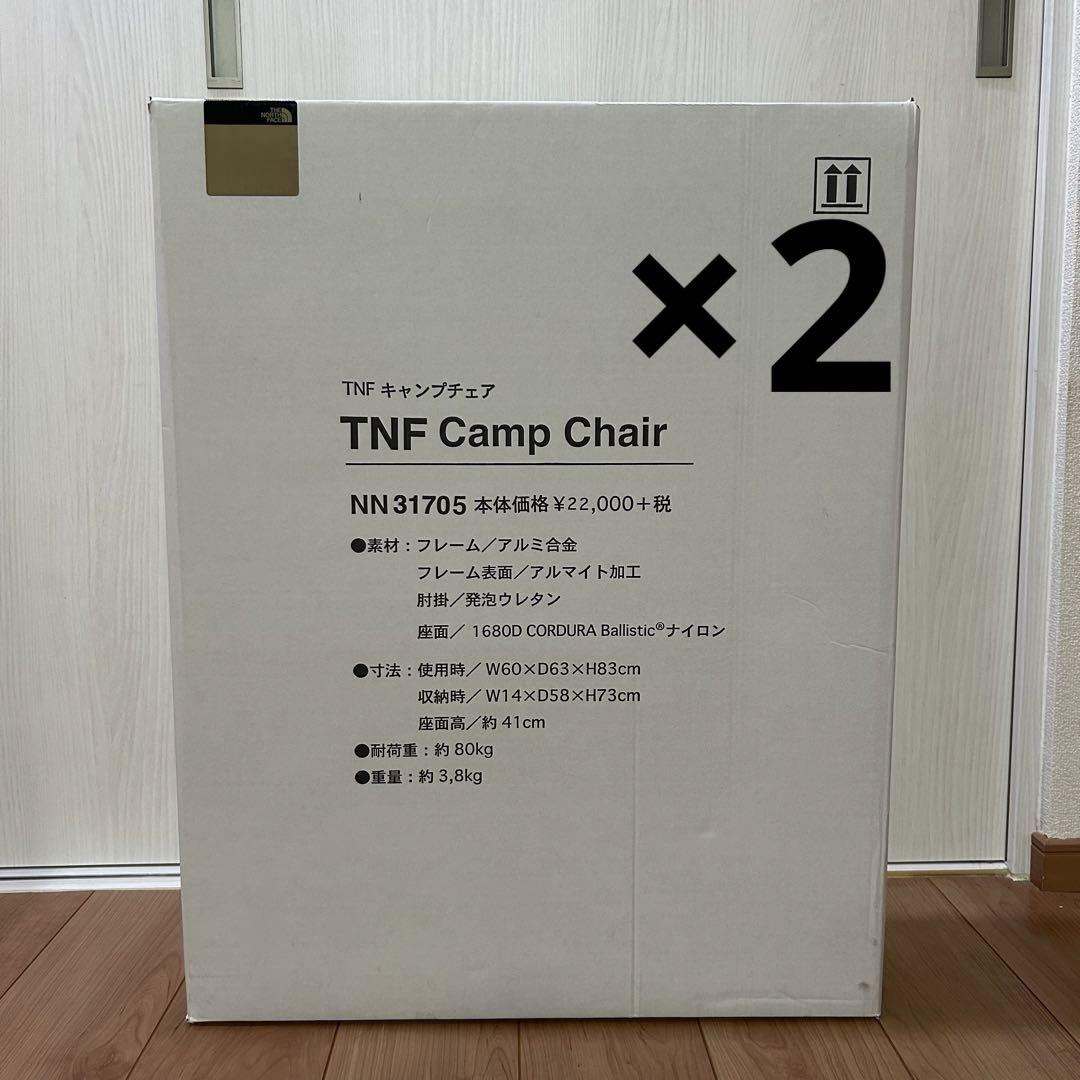 THE
NORTH
FACE
×2
TNF キャンプチェア
TNF Camp Chair
NN31705 本体価格¥22,000+税
●素材:フレーム/アルミ合金
フレーム表面/アルマイト加工
肘掛/発泡ウレタン
座面/ 1680D CORDURA Ballistic®ナイロン
●寸法:使用時/ W60×D63×H83cm
収納時/ W14×D58×H73cm
座面高/約 41cm
●耐荷重:約 80kg
●重量:約 3,8kg